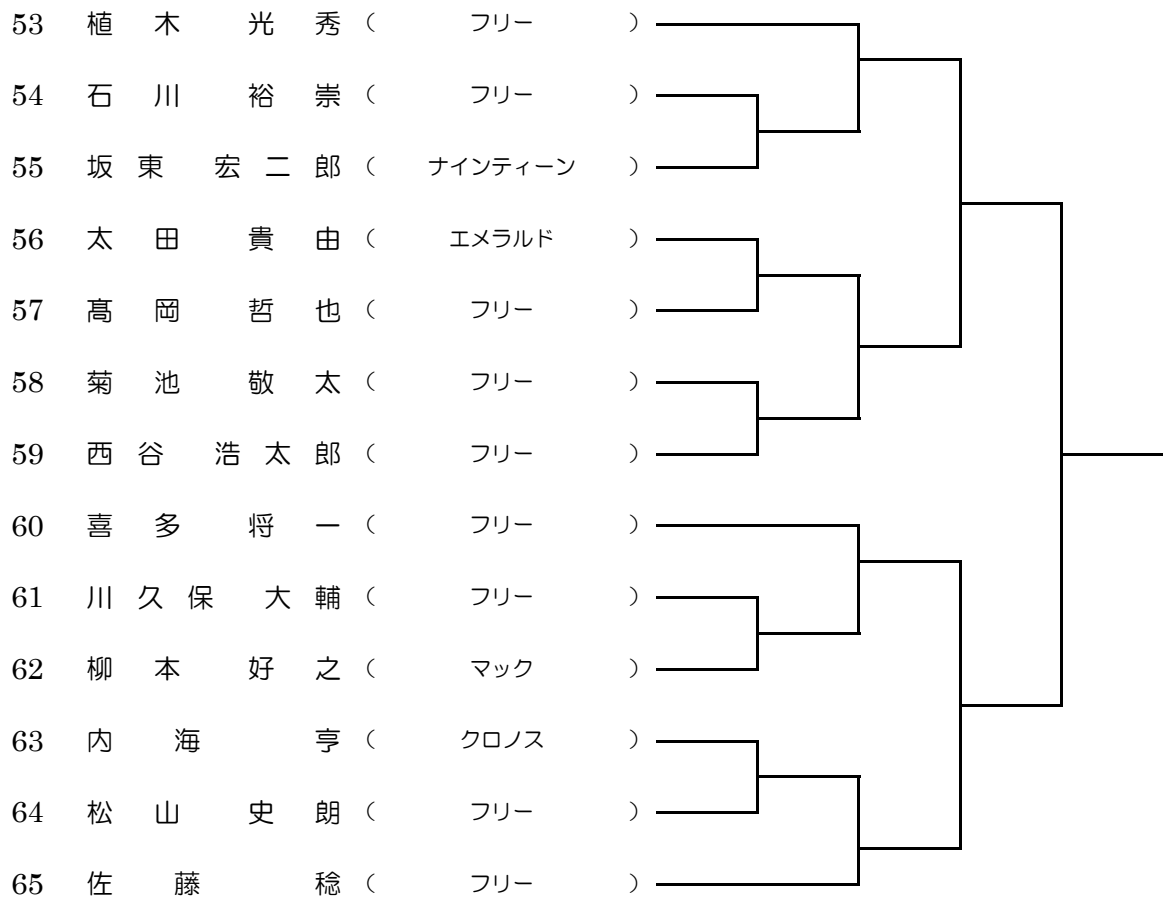 53 植木 光秀 ( フリー )
54 石川 裕崇 ( フリー )
55 坂東 宏二郎 ( ナインティーン )
56 太田 貴由 ( エメラルド )
57 髙岡 哲也 ( フリー )
58 菊池 敬太 ( フリー )
59 西谷 浩太郎 ( フリー )
60 喜多 将一 ( フリー )
61 川久保 大輔 ( フリー )
62 柳本 好之 ( マック )
63 内海 亨 ( クロノス )
64 松山 史朗 ( フリー )
65 佐藤 稔 ( フリー )